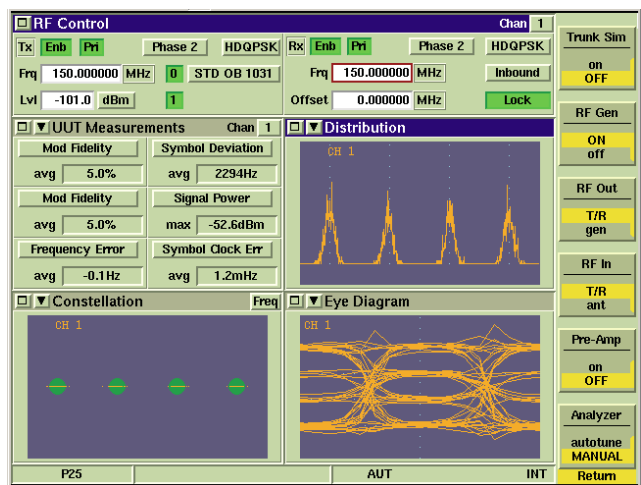 RF Control Chan 1
Tx Enb Pri Phase 2 HDQPSK Rx Enb Pri Phase 2 HDQPSK
Frq 150.000000 MHz 0 STD OB 1031 Frq 150.000000 MHz Inbound
Lvl -101.0 dBm 1 Offset 0.000000 MHz Lock
UUT Measurements Chan 1
Mod Fidelity Symbol Deviation
avg 5.0% avg 2294Hz
Mod Fidelity Signal Power
avg 5.0% max -52.6dBm
Frequency Error Symbol Clock Err
avg -0.1Hz avg 1.2mHz
Distribution
CH 1
Constellation Freq
CH 1
Eye Diagram
CH 1
P25 AUT INT
Trunk Sim
on
OFF
RF Gen
ON
off
RF Out
T/R
gen
RF In
T/R
ant
Pre-Amp
on
OFF
Analyzer
autotune
MANUAL
Return